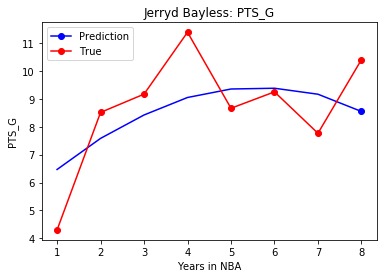 Jerryd Bayless: PTS_G
Prediction
True
11
10
9
8
7
6
5
4
PTS_G
1 2 3 4 5 6 7 8
Years in NBA